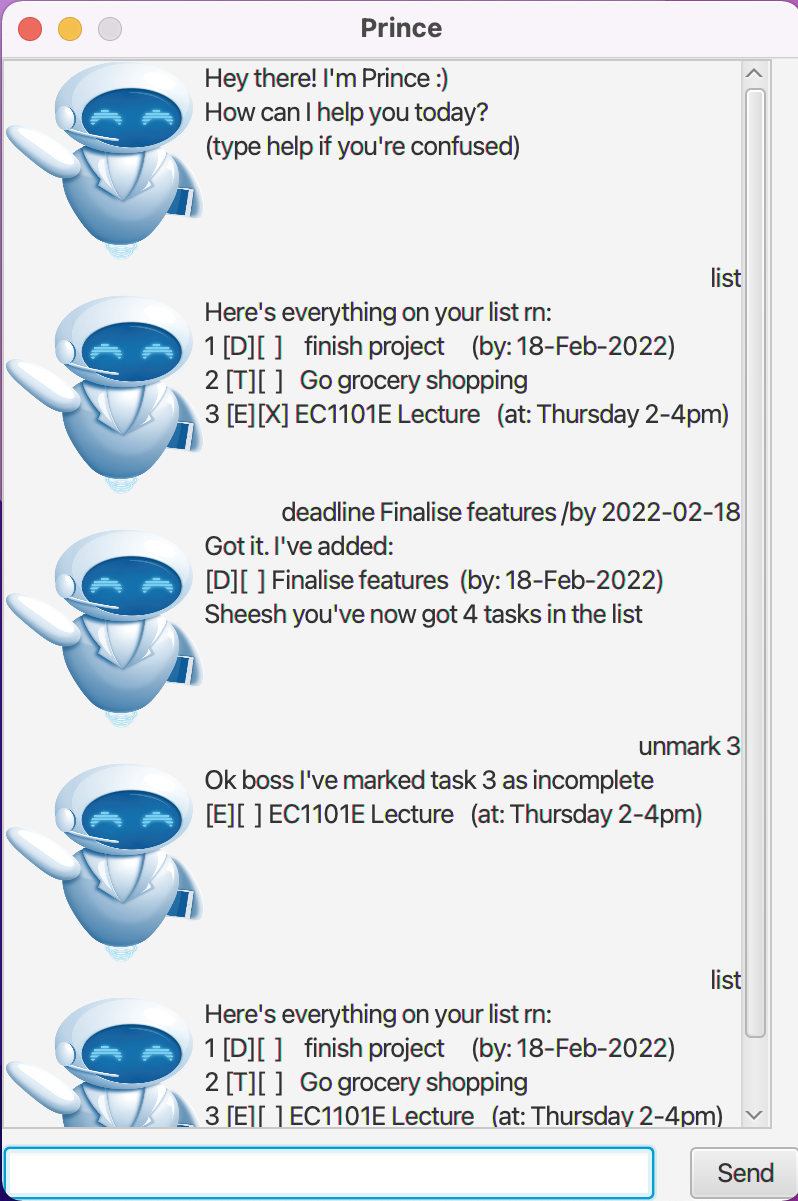 Prince
Hey there! I'm Prince :)
How can I help you today?
(type help if you're confused)
list
Here's everything on your list rn:
1 [D][ ] finish project (by: 18-Feb-2022)
2 [T][ ] Go grocery shopping
3 [E][X] EC1101E Lecture (at: Thursday 2-4pm)
deadline Finalise features /by 2022-02-18
Got it. I've added:
[D][ ] Finalise features (by: 18-Feb-2022)
Sheesh you've now got 4 tasks in the list
unmark 3
Ok boss I've marked task 3 as incomplete
[E][ ] EC1101E Lecture (at: Thursday 2-4pm)
list
Here's everything on your list rn:
1 [D][ ] finish project (by: 18-Feb-2022)
2 [T][ ] Go grocery shopping
3 [E][ ] EC1101E Lecture (at: Thursday 2-4pm)
Send